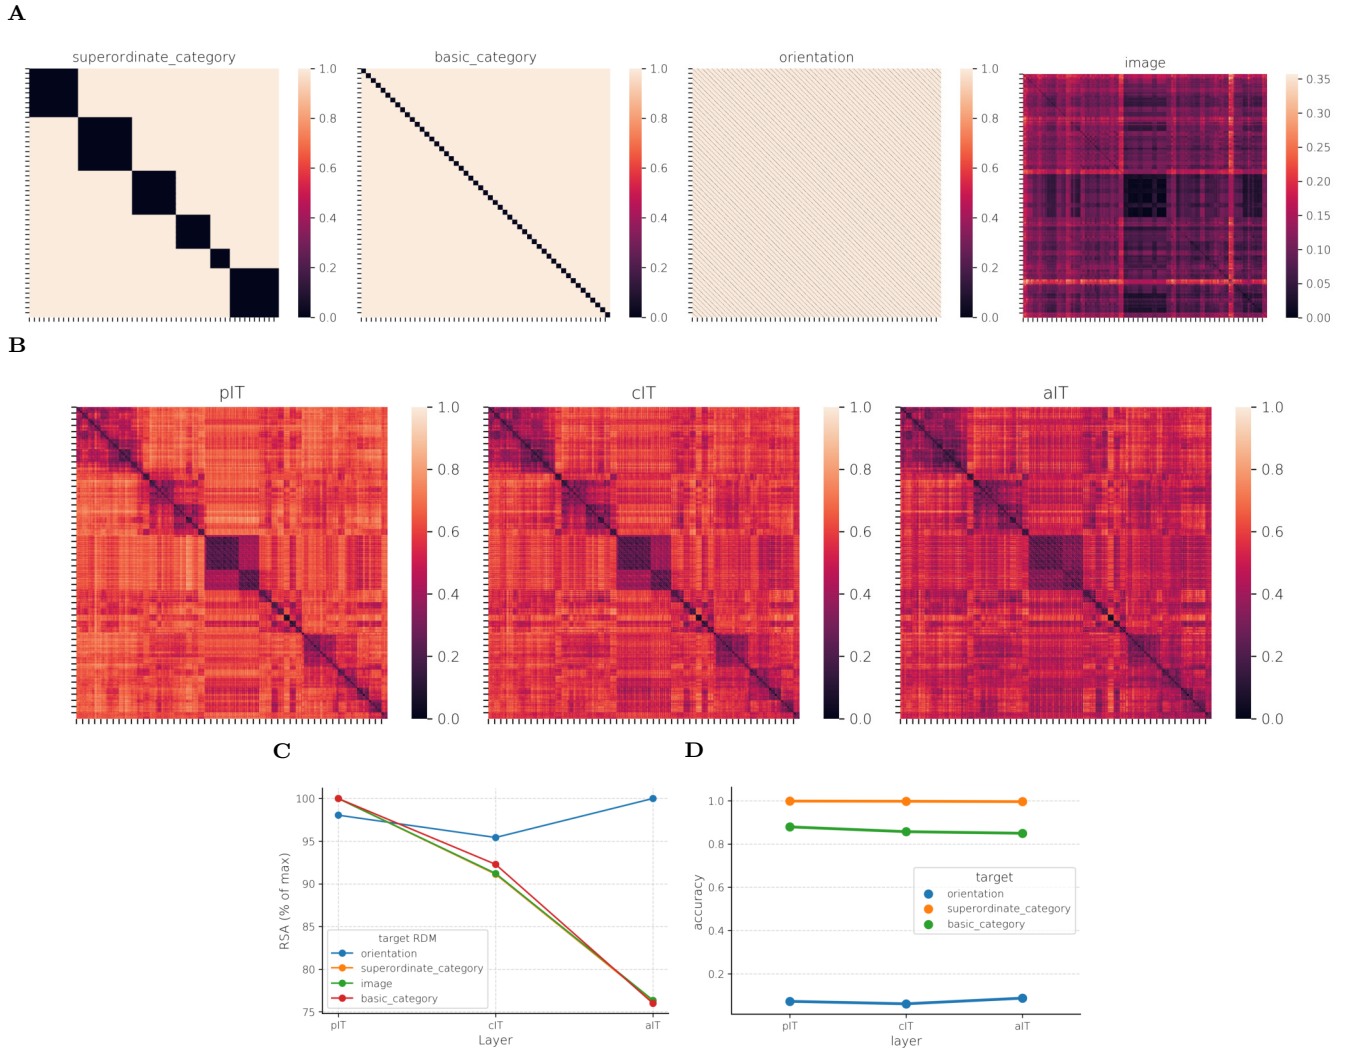 A
superordinate_category
basic_category
orientation
image
1.0
0.8
0.6
0.4
0.2
0.0
1.0
0.8
0.6
0.4
0.2
0.0
1.0
0.8
0.6
0.4
0.2
0.0
0.35
0.30
0.25
0.20
0.15
0.10
0.05
0.00
B
pIT
cIT
aIT
1.0
0.8
0.6
0.4
0.2
0.0
1.0
0.8
0.6
0.4
0.2
0.0
1.0
0.8
0.6
0.4
0.2
0.0
C
RSA (% of max)
100
95
90
85
80
75
target RDM
orientation
superordinate_category
image
basic_category
pIT
cIT
aIT
Layer
D
accuracy
1.0
0.8
0.6
0.4
0.2
target
orientation
superordinate_category
basic_category
pIT
cIT
aIT
layer